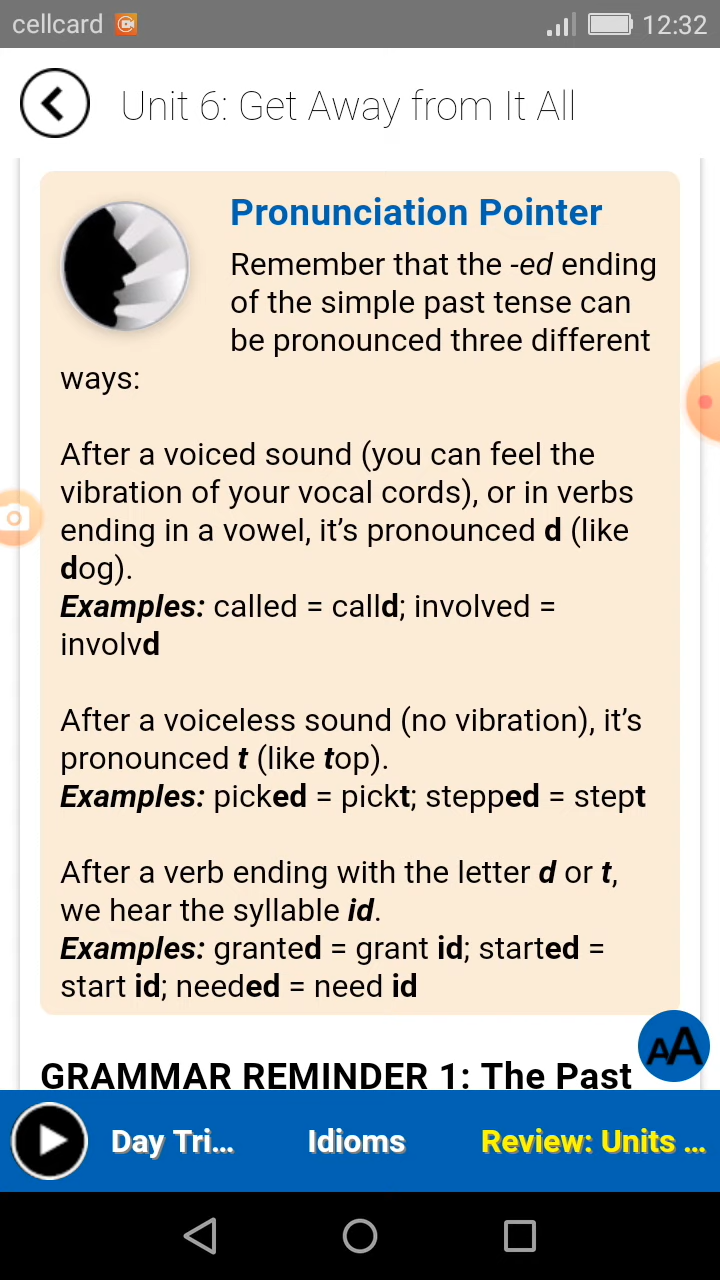 cellcard 12:32
Unit 6: Get Away from It All
Pronunciation Pointer
Remember that the -ed ending
of the simple past tense can
be pronounced three different
ways:
After a voiced sound (you can feel the
vibration of your vocal cords), or in verbs
ending in a vowel, it’s pronounced d (like
dog).
Examples: called = calld; involved =
involvd
After a voiceless sound (no vibration), it’s
pronounced t (like top).
Examples: picked = pickt; stepped = stept
After a verb ending with the letter d or t,
we hear the syllable id.
Examples: granted = grant id; started =
start id; needed = need id
AA
GRAMMAR REMINDER 1: The Past
Day Tri... Idioms Review: Units ...